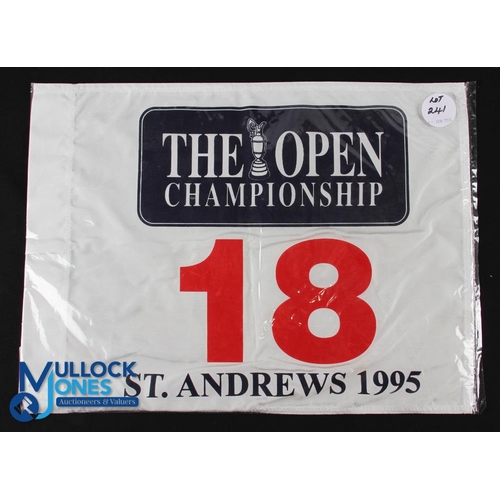 LOT
241
THE OPEN
CHAMPIONSHIP
18
ST. ANDREWS 1995
MULLOCK
JONES
Auctioneers & Valuers